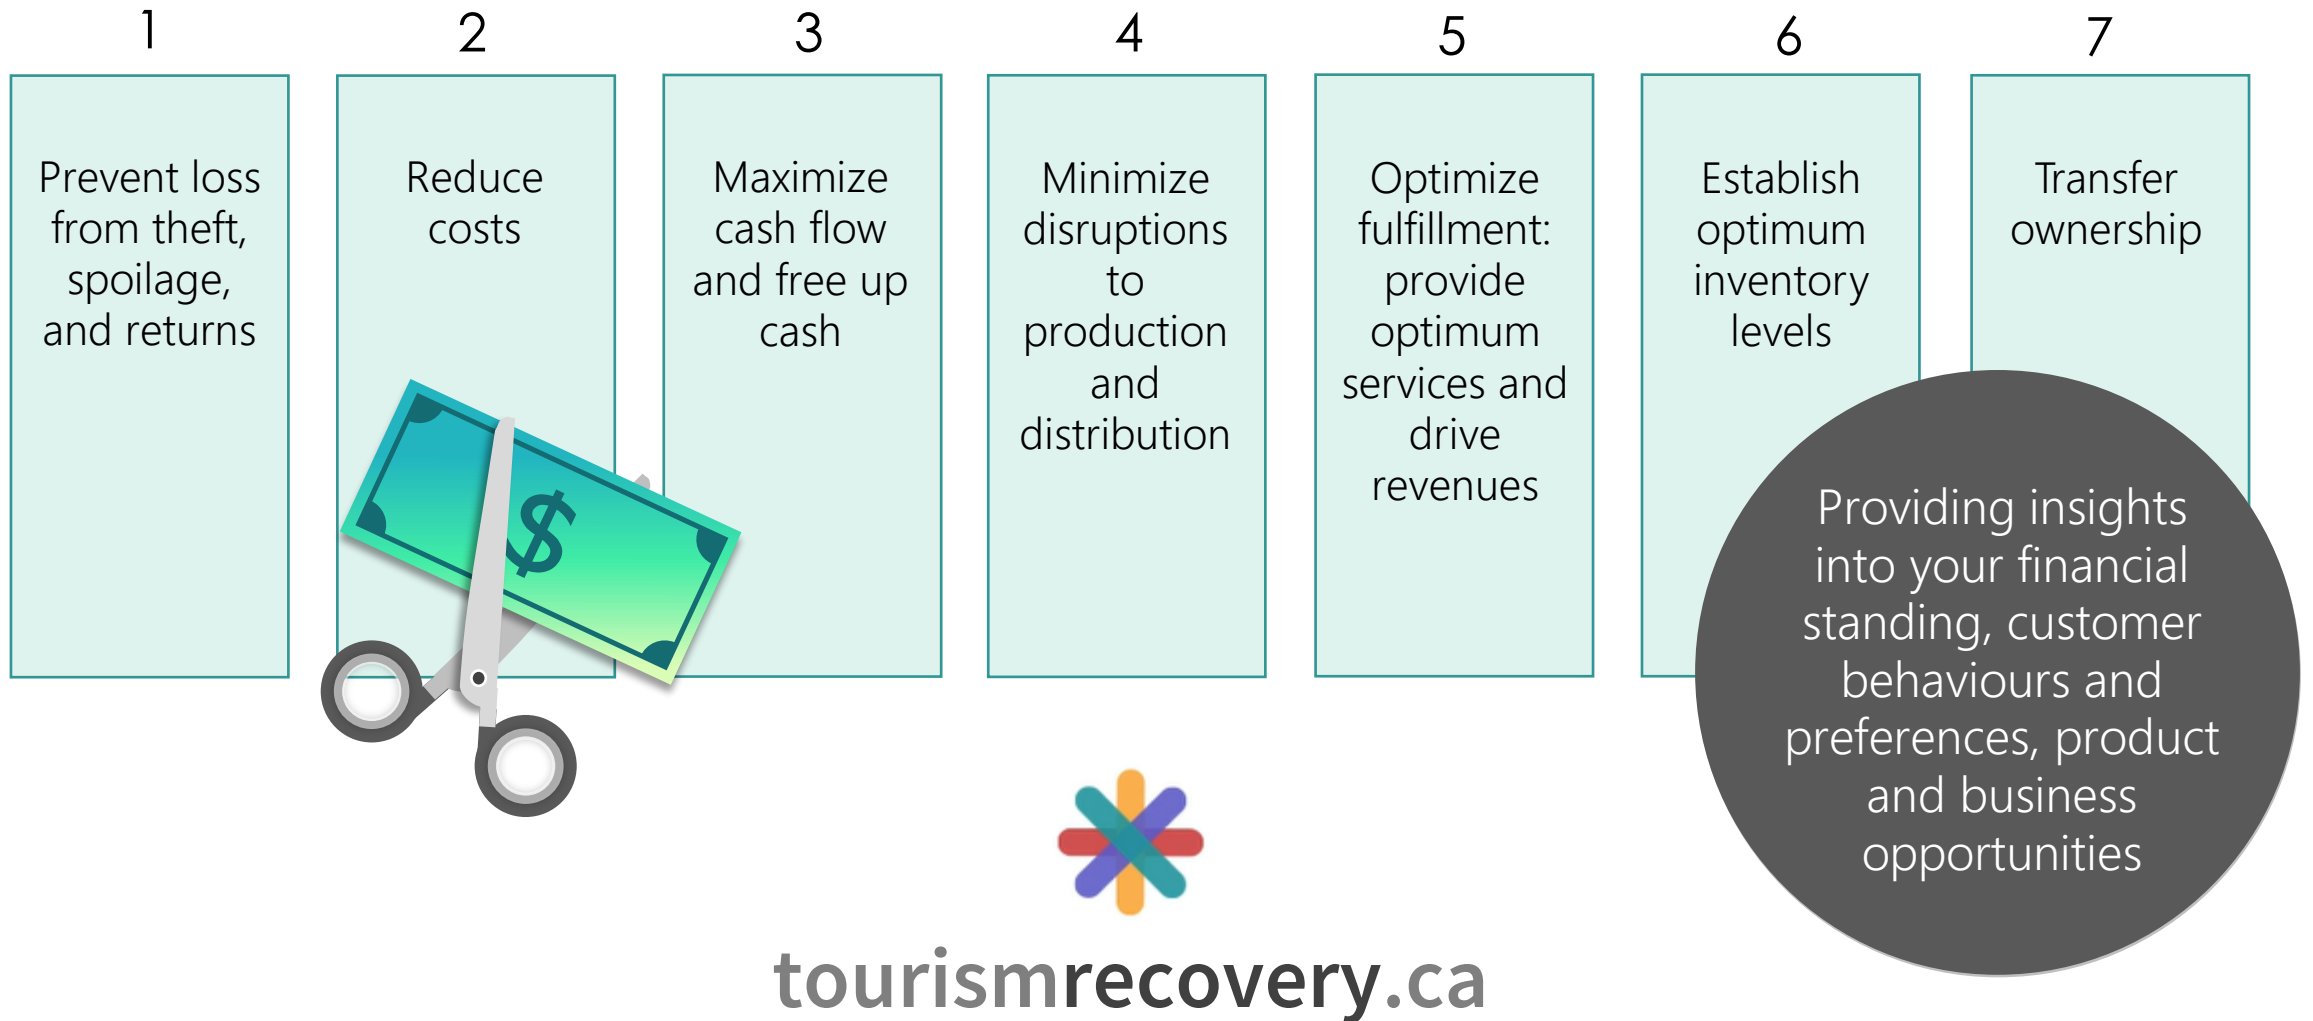 1
Prevent loss
from theft,
spoilage,
and returns
2
Reduce
costs
$
3
Maximize
cash flow
and free up
cash
4
Minimize
disruptions
to
production
and
distribution
5
Optimize
fulfillment:
provide
optimum
services and
drive
revenues
6
Establish
optimum
inventory
levels
7
Transfer
ownership
Providing insights
into your financial
standing, customer
behaviours and
preferences, product
and business
opportunities
tourismrecovery.ca